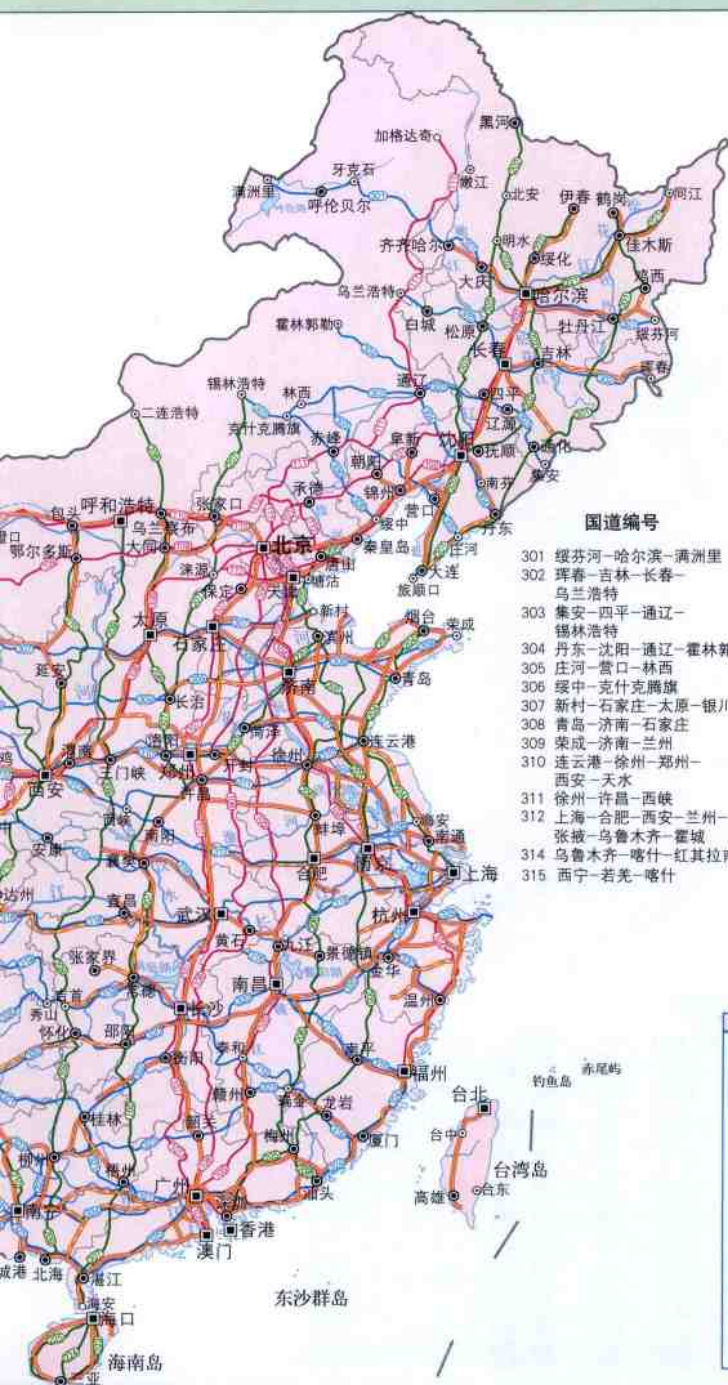 黑河
加格达奇
牙克石
嫩江
满洲里
呼伦贝尔
北安
伊春
鹤岗
同江
齐齐哈尔
明水
佳木斯
绥化
大庆
鸡西
乌兰浩特
哈尔滨
霍林郭勒
白城
松原
牡丹江
绥芬河
长春
吉林
珲春
锡林浩特
林西
通辽
四平
二连浩特
克什克腾旗
赤峰
阜新
辽源
沈阳
抚顺
通化
朝阳
集安
承德
锦州
南芬
包头
呼和浩特
张家口
营口
绥中
丹东
乌兰察布
北京
秦皇岛
庄河
鄂尔多斯
大同
唐山
涞源
天津
塘沽
大连
保定
旅顺口
新村
烟台
荣成
太原
石家庄
滨州
延安
济南
青岛
长治
菏泽
渭南
洛阳
连云港
三门峡
郑州
开封
徐州
西安
许昌
西峡
蚌埠
海安
南阳
南通
安康
襄樊
合肥
南京
上海
达州
宜昌
武汉
杭州
黄石
九江
景德镇
张家界
金华
常德
南昌
吉首
秀山
长沙
温州
怀化
邵阳
衡阳
泰和
南平
福州
赣州
瑞金
龙岩
桂林
韶关
梅州
厦门
柳州
梧州
广州
汕头
南宁
深圳
香港
澳门
北海
湛江
海安
海口
三亚
海南岛
东沙群岛
台北
台中
台湾岛
高雄
台东
钓鱼岛
赤尾屿
国道编号
301 绥芬河－哈尔滨－满洲里
302 珲春－吉林－长春－
乌兰浩特
303 集安－四平－通辽－
锡林浩特
304 丹东－沈阳－通辽－霍林郭
305 庄河－营口－林西
306 绥中－克什克腾旗
307 新村－石家庄－太原－银川
308 青岛－济南－石家庄
309 荣成－济南－兰州
310 连云港－徐州－郑州－
西安－天水
311 徐州－许昌－西峡
312 上海－合肥－西安－兰州－
张掖－乌鲁木齐－霍城
314 乌鲁木齐－喀什－红其拉甫
315 西宁－若羌－喀什